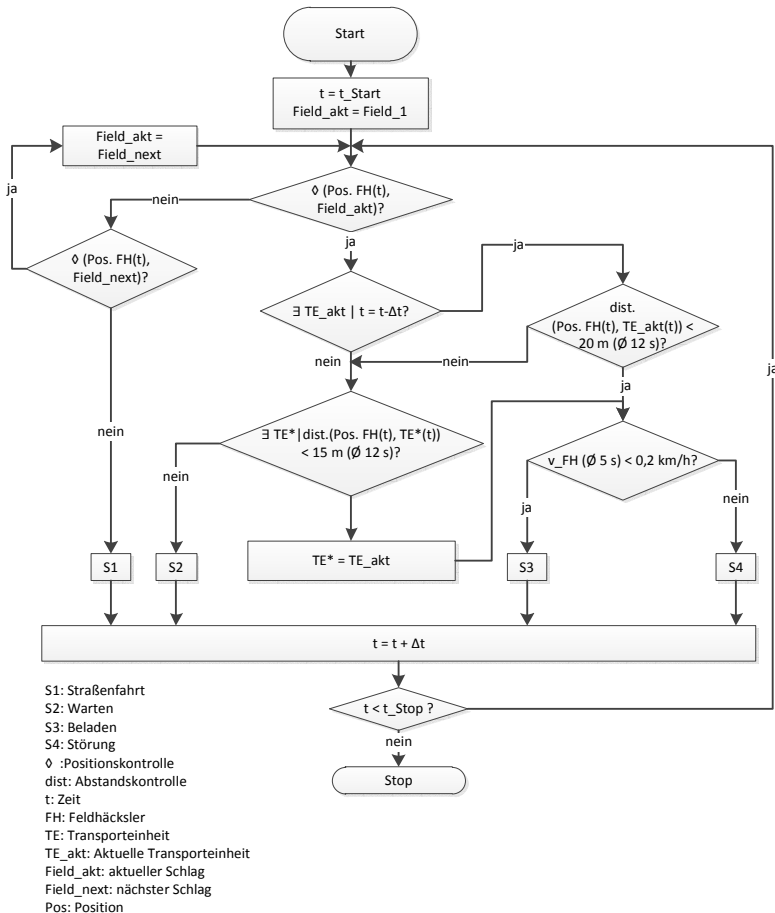 Start
t = t_Start
Field_akt = Field_1
Field_akt =
Field_next
ja
nein
◊ (Pos. FH(t),
Field_akt)?
ja
◊ (Pos. FH(t),
Field_next)?
ja
∃ TE_akt | t = t-Δt?
dist.
(Pos. FH(t), TE_akt(t)) <
20 m (Ø 12 s)?
nein
nein
ja
ja
nein
∃ TE*|dist.(Pos. FH(t), TE*(t))
< 15 m (Ø 12 s)?
v_FH (Ø 5 s) < 0,2 km/h?
nein
ja
nein
S1
S2
TE* = TE_akt
S3
S4
t = t + Δt
t < t_Stop ?
nein
Stop
S1: Straßenfahrt
S2: Warten
S3: Beladen
S4: Störung
◊ :Positionskontrolle
dist: Abstandskontrolle
t: Zeit
FH: Feldhäcksler
TE: Transporteinheit
TE_akt: Aktuelle Transporteinheit
Field_akt: aktueller Schlag
Field_next: nächster Schlag
Pos: Position